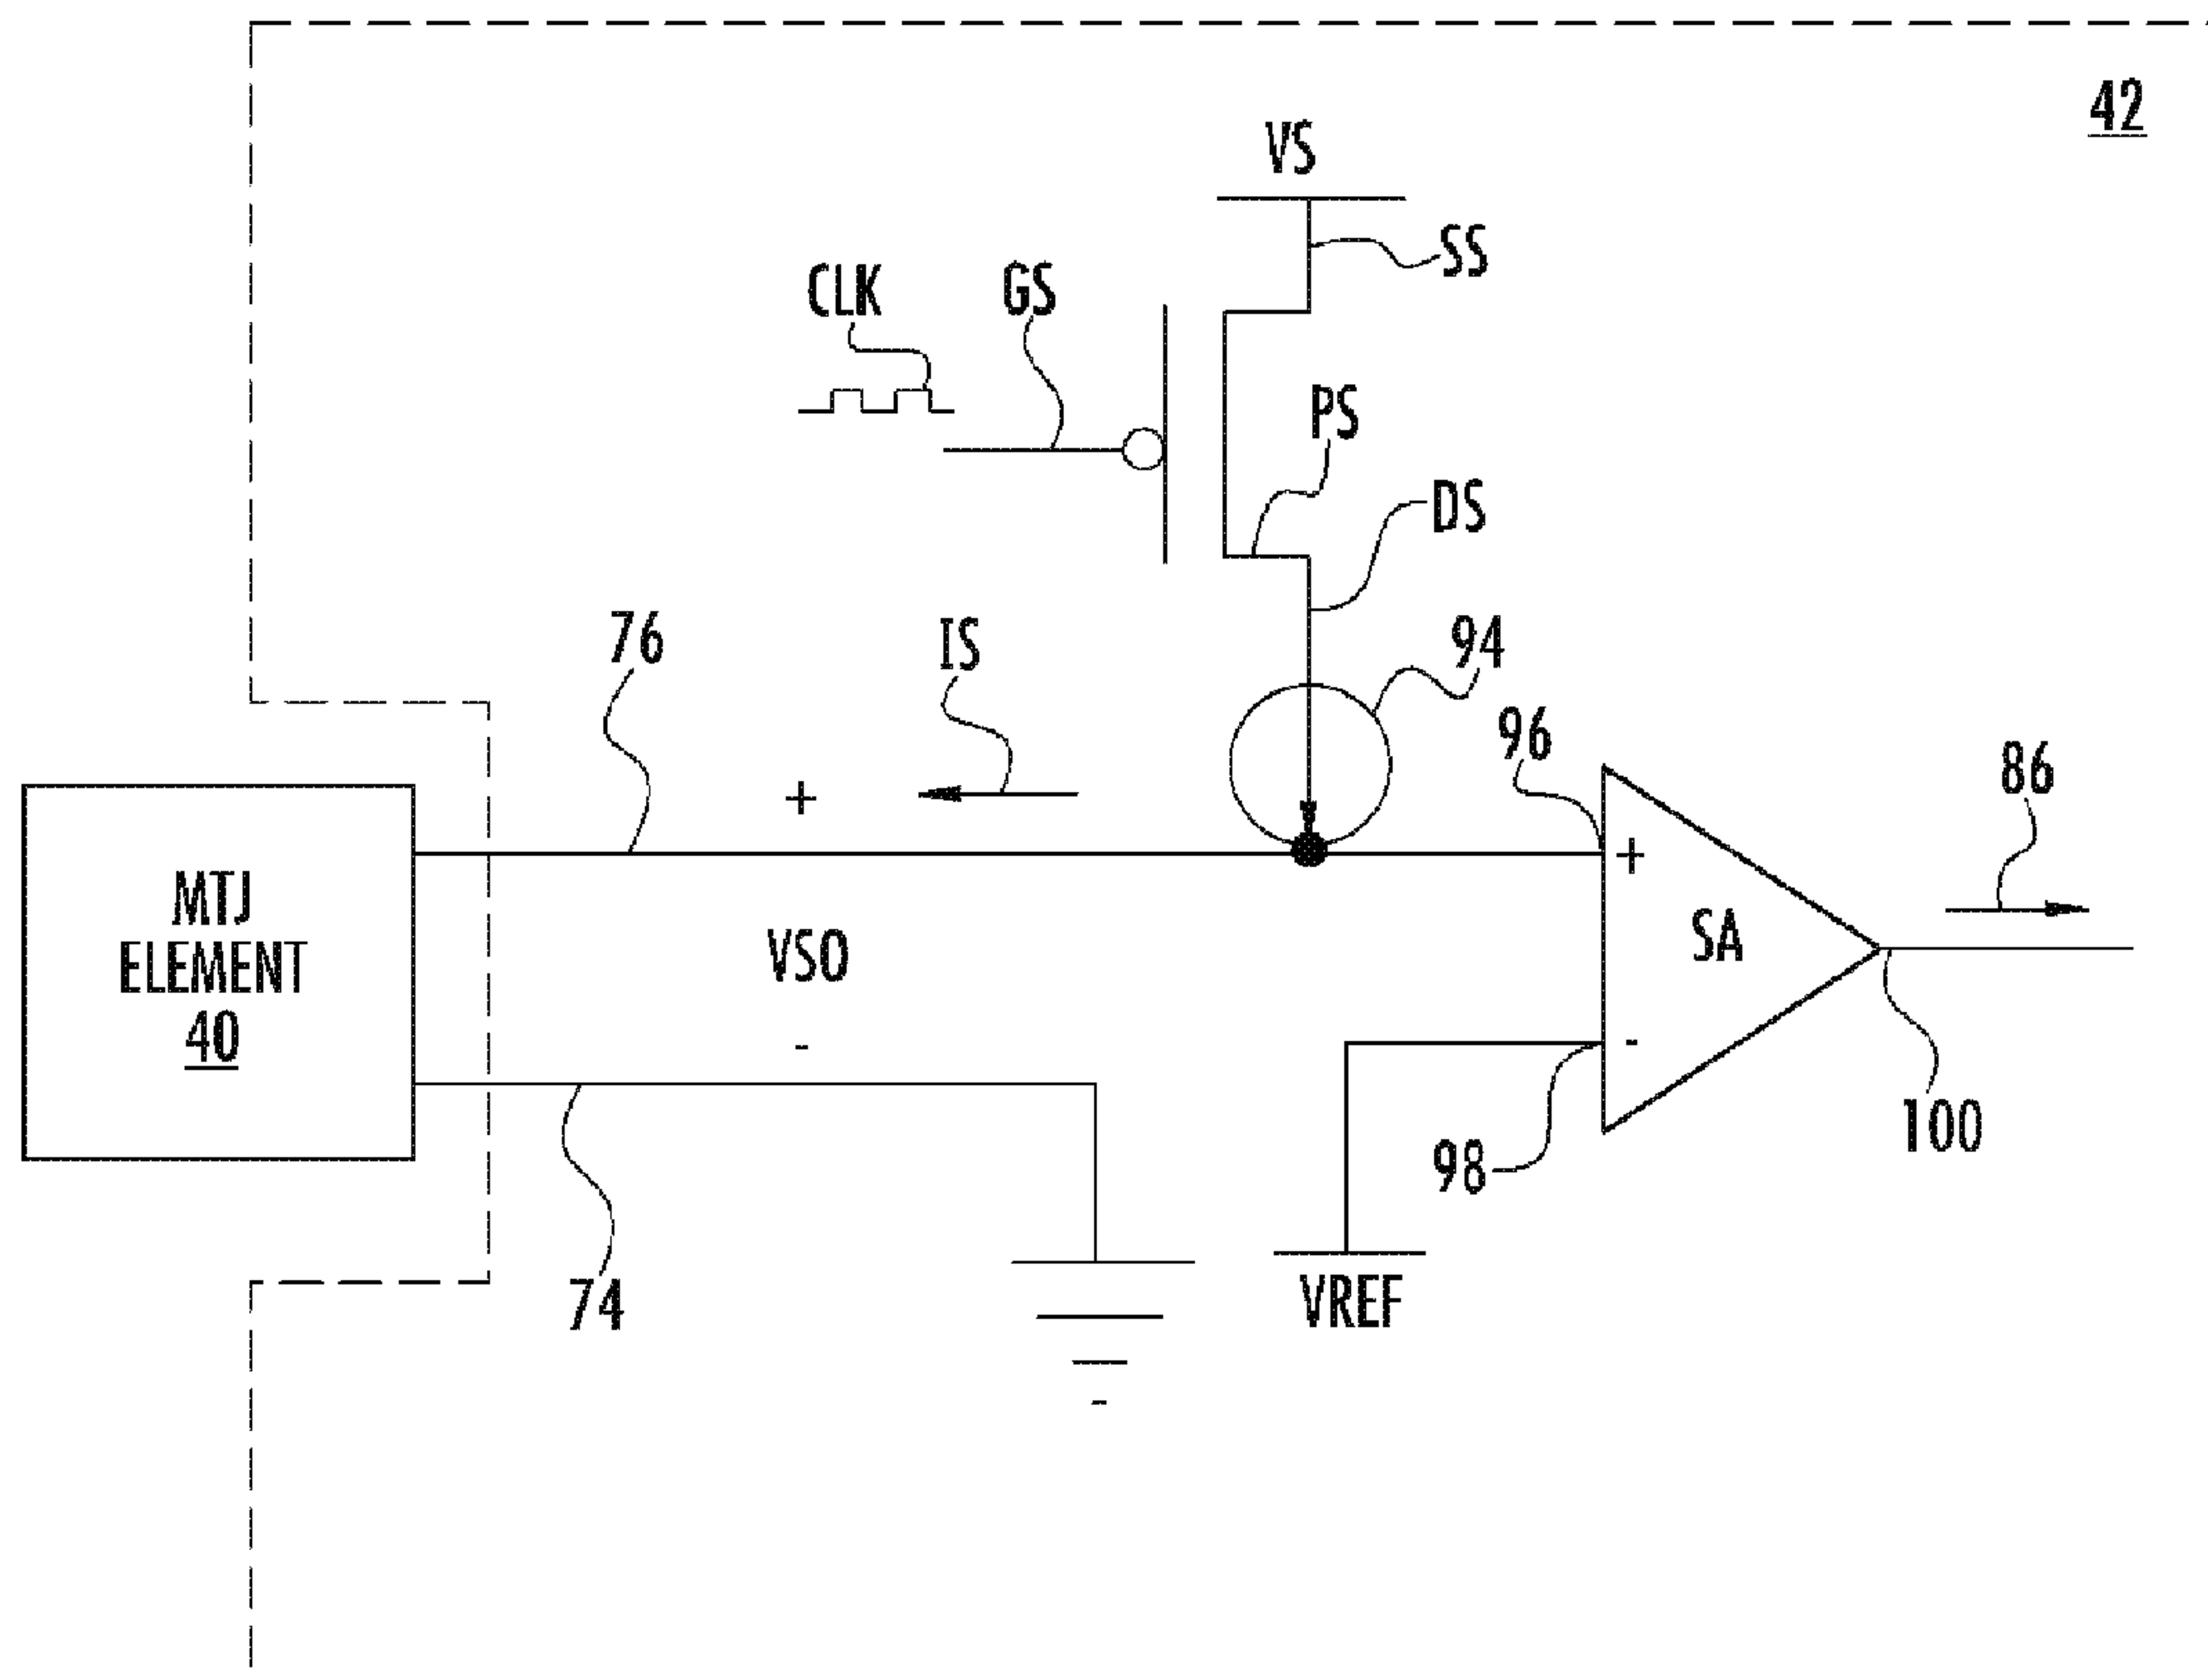 42
VS
SS
CLK
GS
PS
DS
76
IS
94
96
86
+
+
MTJ
ELEMENT
40
VSO
SA
-
-
98
100
74
VREF